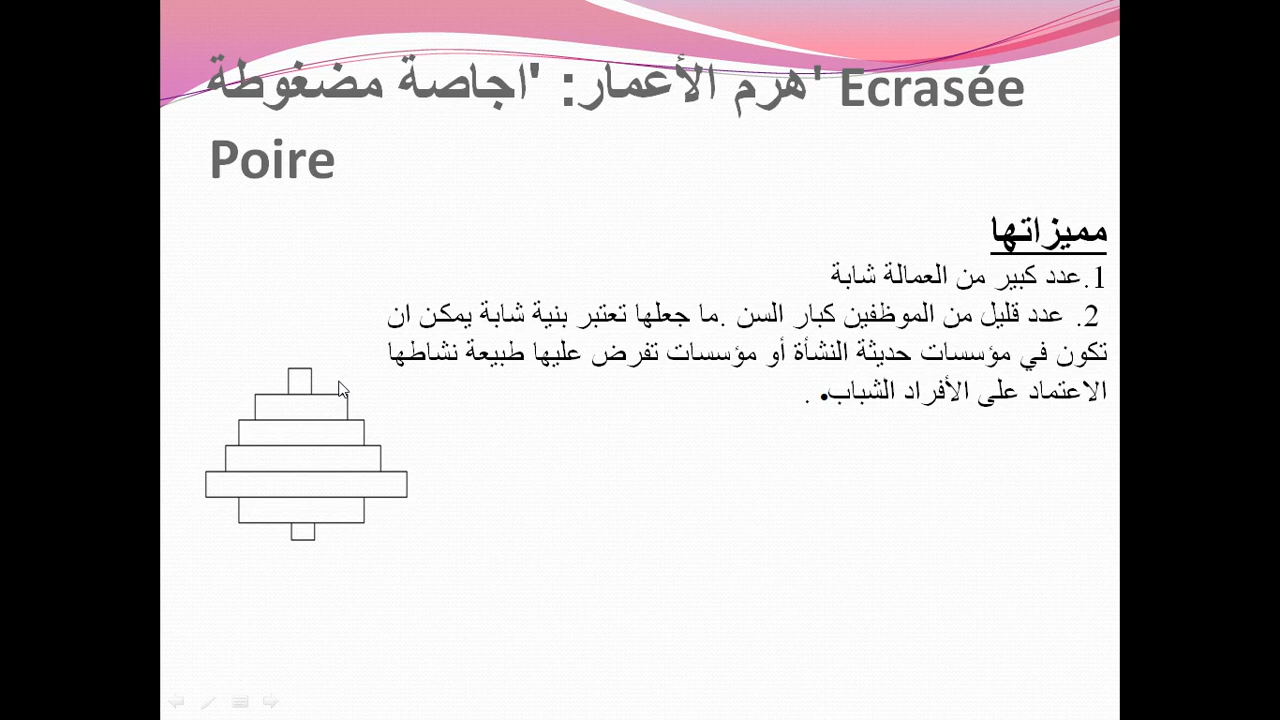 هرم الأعمار: 'اجاصة مضغوطة' Ecrasée
Poire
مميزاتها
1.عدد كبير من العمالة شابة
2. عدد قليل من الموظفين كبار السن .ما جعلها تعتبر بنية شابة يمكن ان
تكون في مؤسسات حديثة النشأة أو مؤسسات تفرض عليها طبيعة نشاطها
الاعتماد على الأفراد الشباب• .